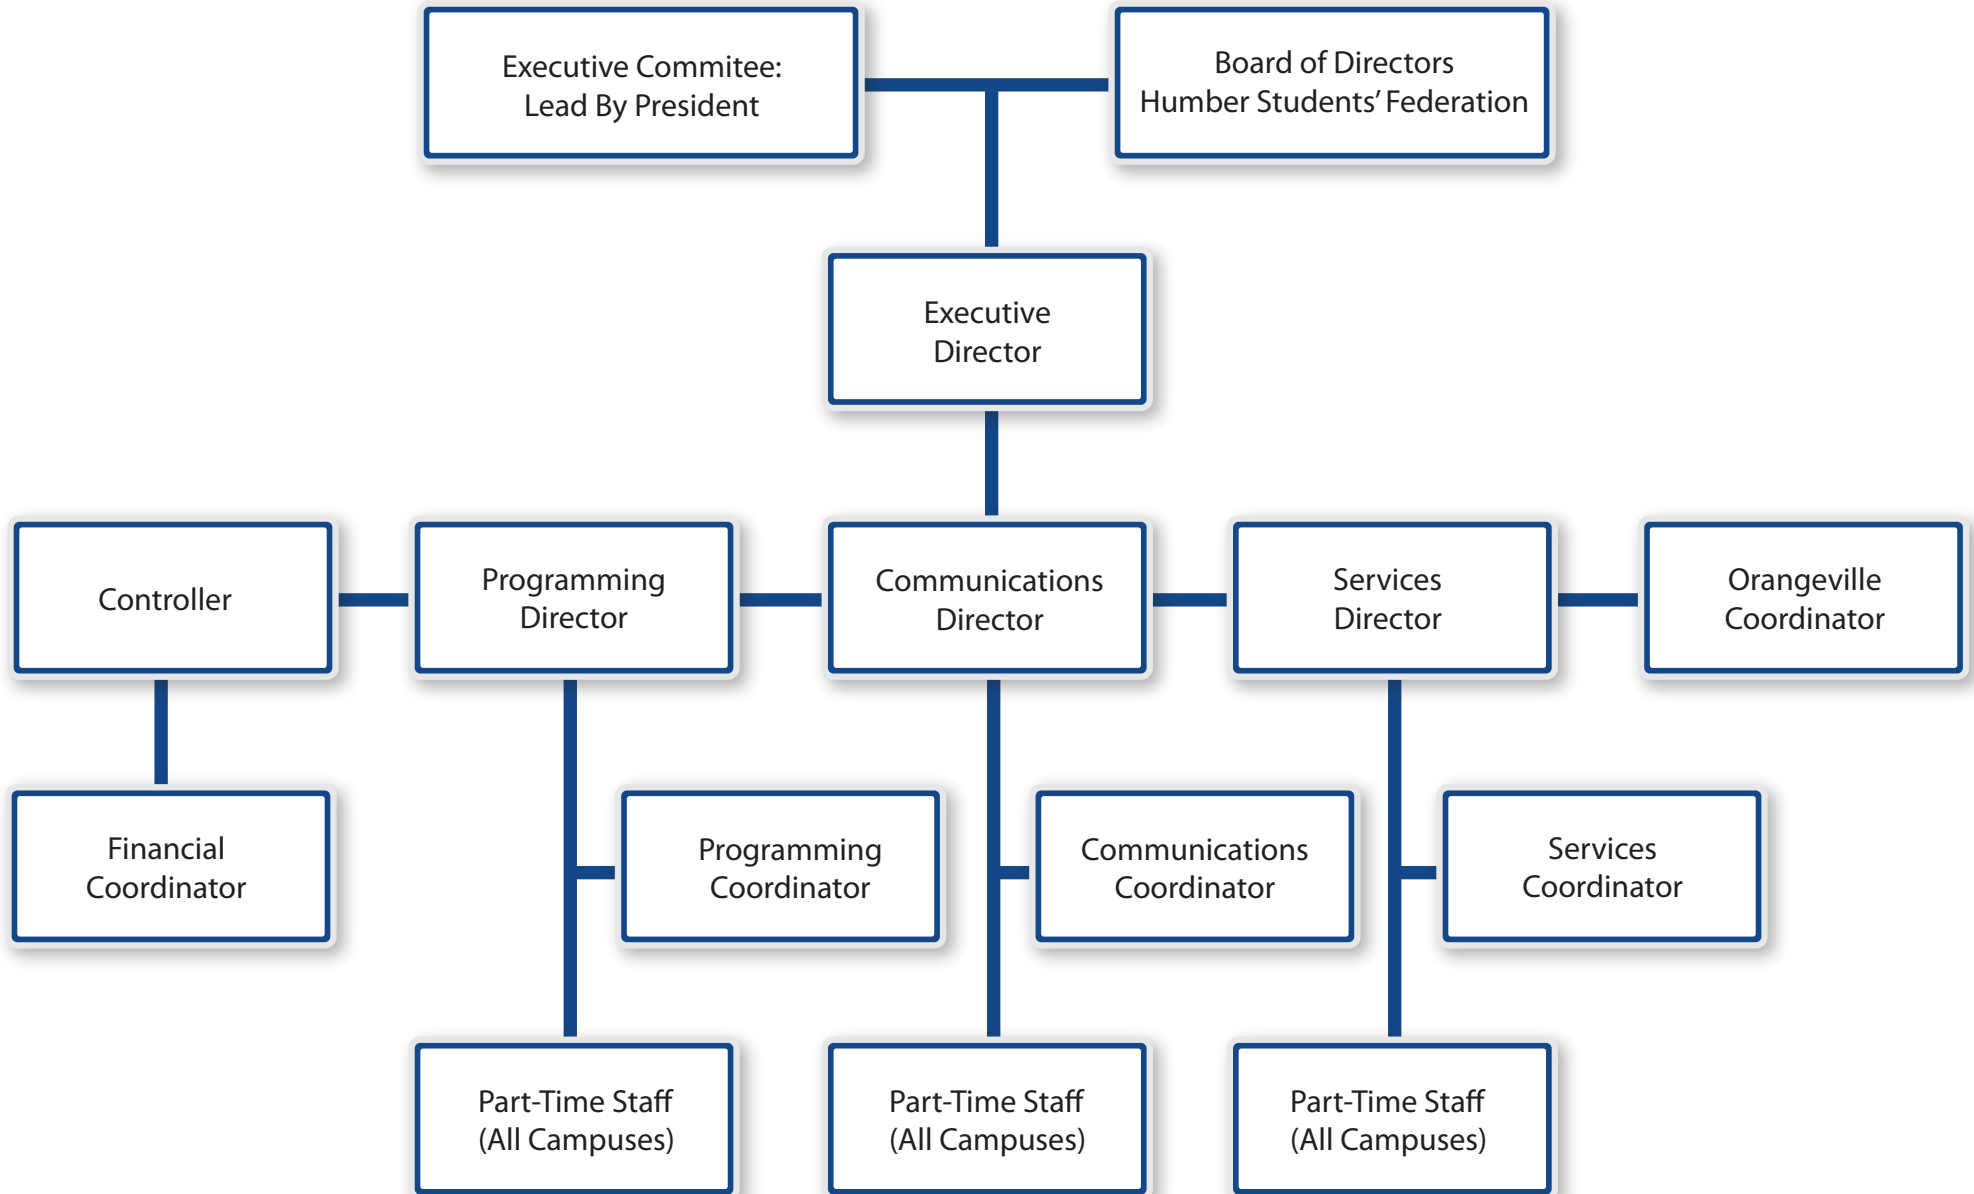 Executive Commitee:
Lead By President
Board of Directors
Humber Students’ Federation
Executive
Director
Controller
Programming
Director
Communications
Director
Services
Director
Orangeville
Coordinator
Financial
Coordinator
Programming
Coordinator
Communications
Coordinator
Services
Coordinator
Part-Time Staff
(All Campuses)
Part-Time Staff
(All Campuses)
Part-Time Staff
(All Campuses)